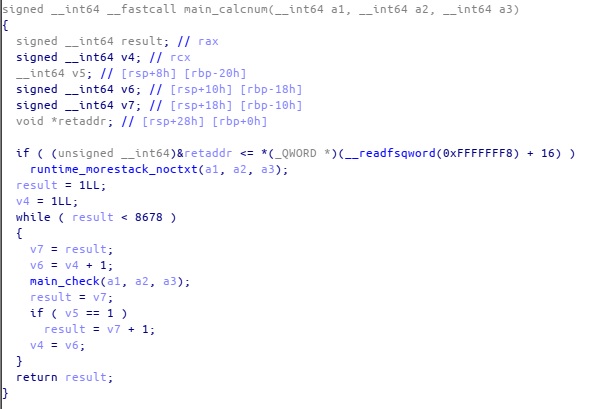 signed __int64 __fastcall main_calcnum(__int64 a1, __int64 a2, __int64 a3)
{
  signed __int64 result; // rax
  signed __int64 v4; // rcx
  __int64 v5; // [rsp+8h] [rbp-20h]
  signed __int64 v6; // [rsp+10h] [rbp-18h]
  signed __int64 v7; // [rsp+18h] [rbp-10h]
  void *retaddr; // [rsp+28h] [rbp+0h]

  if ( (unsigned __int64)&retaddr <= *(_QWORD *)(__readfsqword(0xFFFFFFF8) + 16) )
    runtime_morestack_noctxt(a1, a2, a3);
  result = 1LL;
  v4 = 1LL;
  while ( result < 8678 )
  {
    v7 = result;
    v6 = v4 + 1;
    main_check(a1, a2, a3);
    result = v7;
    if ( v5 == 1 )
      result = v7 + 1;
    v4 = v6;
  }
  return result;
}